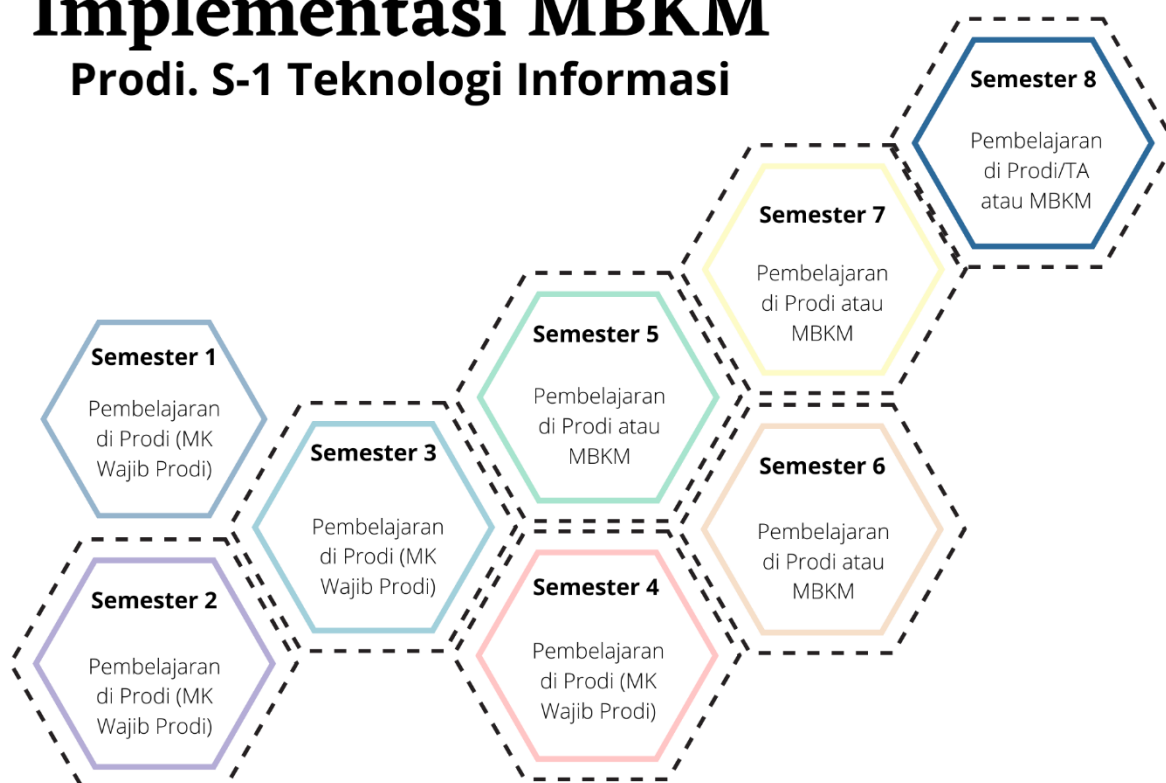 Implementasi MBKM
Prodi. S-1 Teknologi Informasi
Semester 1
Pembelajaran
di Prodi (MK
Wajib Prodi)
Semester 2
Pembelajaran
di Prodi (MK
Wajib Prodi)
Semester 3
Pembelajaran
di Prodi (MK
Wajib Prodi)
Semester 4
Pembelajaran
di Prodi (MK
Wajib Prodi)
Semester 5
Pembelajaran
di Prodi atau
MBKM
Semester 6
Pembelajaran
di Prodi atau
MBKM
Semester 7
Pembelajaran
di Prodi atau
MBKM
Semester 8
Pembelajaran
di Prodi/TA
atau MBKM